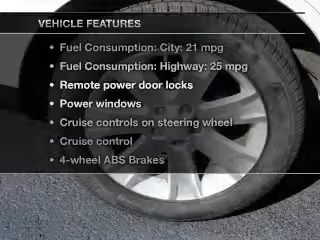 VEHICLE FEATURES
• Fuel Consumption: City: 21 mpg
• Fuel Consumption: Highway: 25 mpg
• Remote power door locks
• Power windows
• Cruise controls on steering wheel
• Cruise control
• 4-wheel ABS Brakes